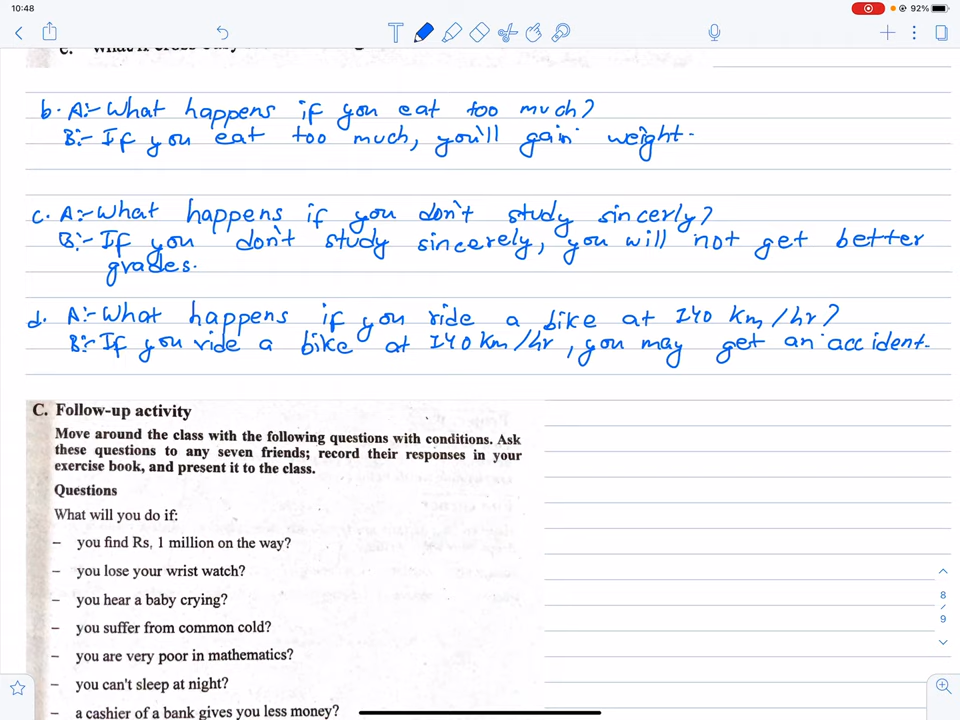 10:48
92%
T
b. A:- What happens if you eat too much?
B:- If you eat too much, you'll gain weight.
c. A:- What happens if you don't study sincerly?
B:- If you don't study sincerely, you will not get better
grades.
d. A:- What happens if you ride a bike at 140 km/hr?
B:- If you ride a bike at 140 km/hr, you may get an accident.
C. Follow-up activity
Move around the class with the following questions with conditions. Ask
these questions to any seven friends; record their responses in your
exercise book, and present it to the class.
Questions
What will you do if:
– you find Rs, 1 million on the way?
– you lose your wrist watch?
– you hear a baby crying?
– you suffer from common cold?
– you are very poor in mathematics?
– you can't sleep at night?
– a cashier of a bank gives you less money?
8
/
9